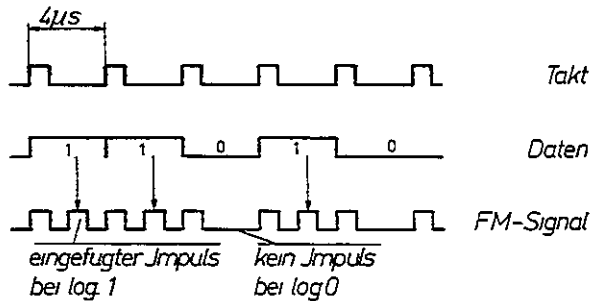 4µs
Takt
1 1 0 1 0
Daten
FM-Signal
eingefugter Jmpuls
bei log. 1
kein Jmpuls
bei log 0